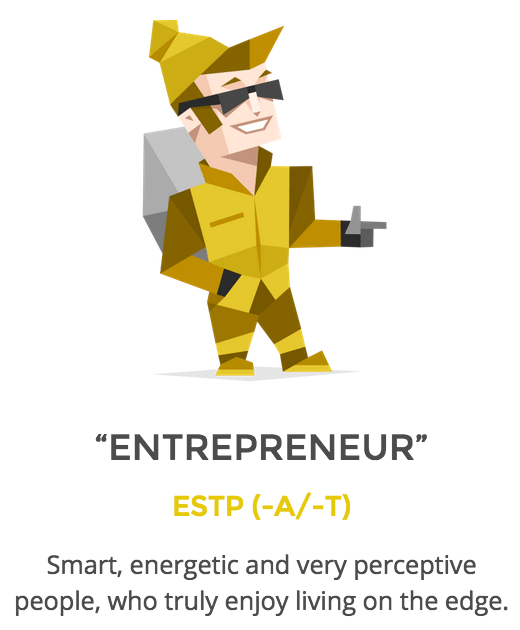 “ENTREPRENEUR”
ESTP (-A/-T)
Smart, energetic and very perceptive
people, who truly enjoy living on the edge.